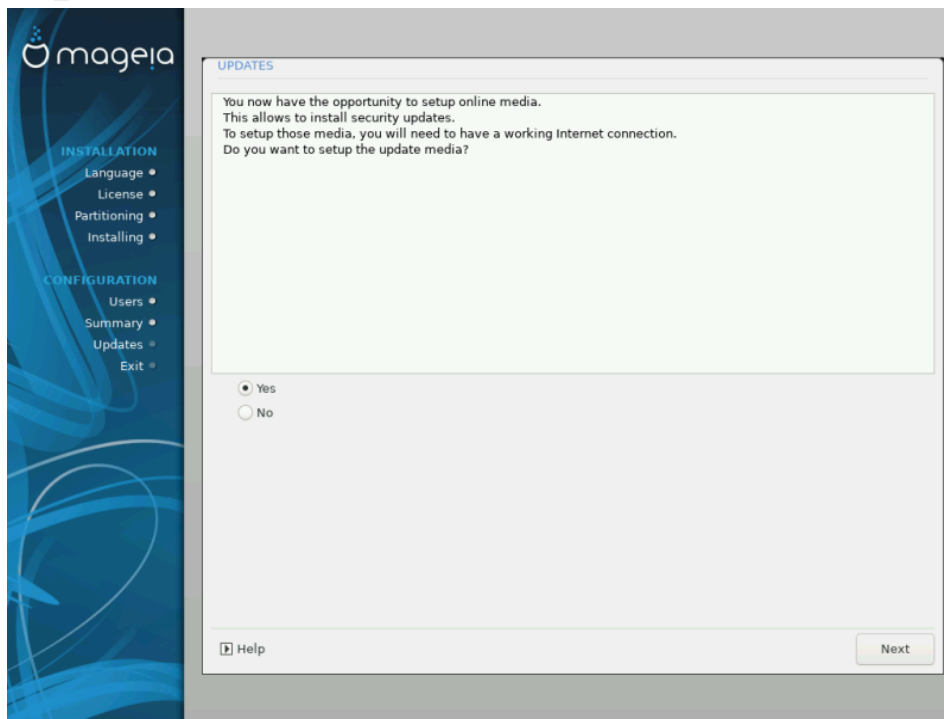 mageia
INSTALLATION
Language
License
Partitioning
Installing
CONFIGURATION
Users
Summary
Updates
Exit
UPDATES
You now have the opportunity to setup online media.
This allows to install security updates.
To setup those media, you will need to have a working Internet connection.
Do you want to setup the update media?
Yes
No
Help
Next